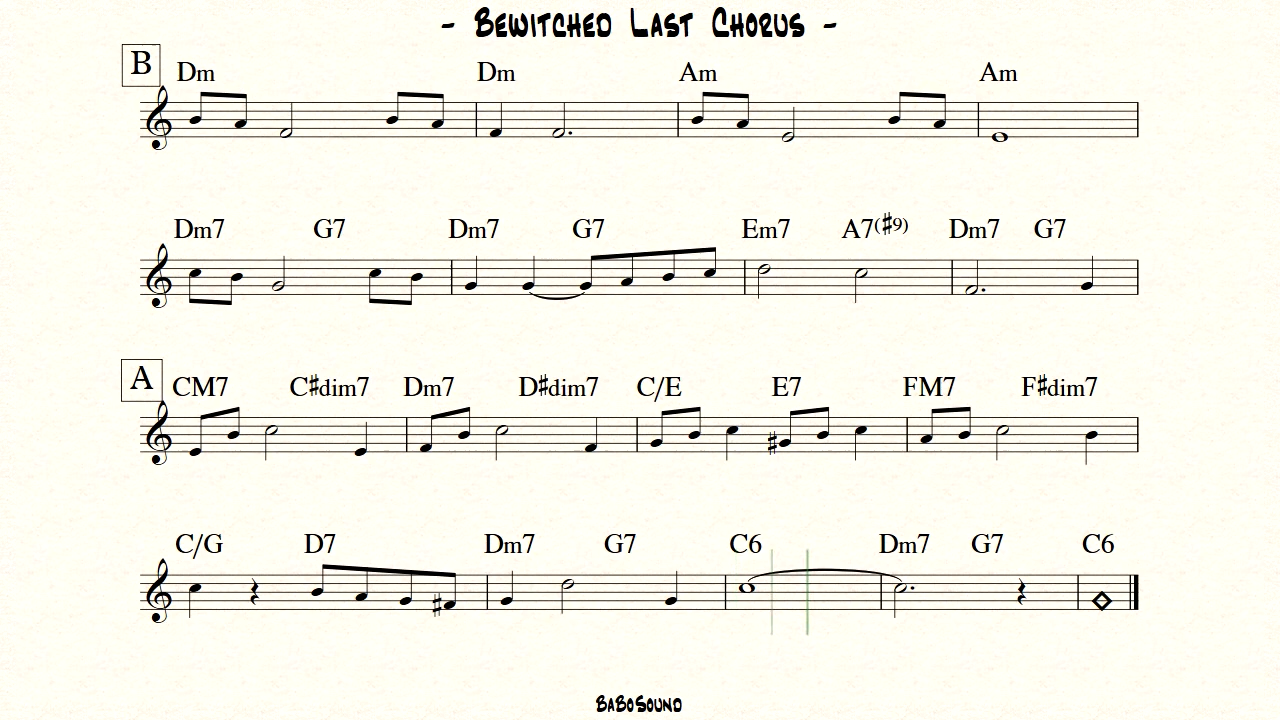 - Bewitched Last Chorus -
B Dm Dm Am Am
Dm7 G7 Dm7 G7 Em7 A7(♯9) Dm7 G7
A CM7 C♯dim7 Dm7 D♯dim7 C/E E7 FM7 F♯dim7
C/G D7 Dm7 G7 C6 Dm7 G7 C6
BaBoSound